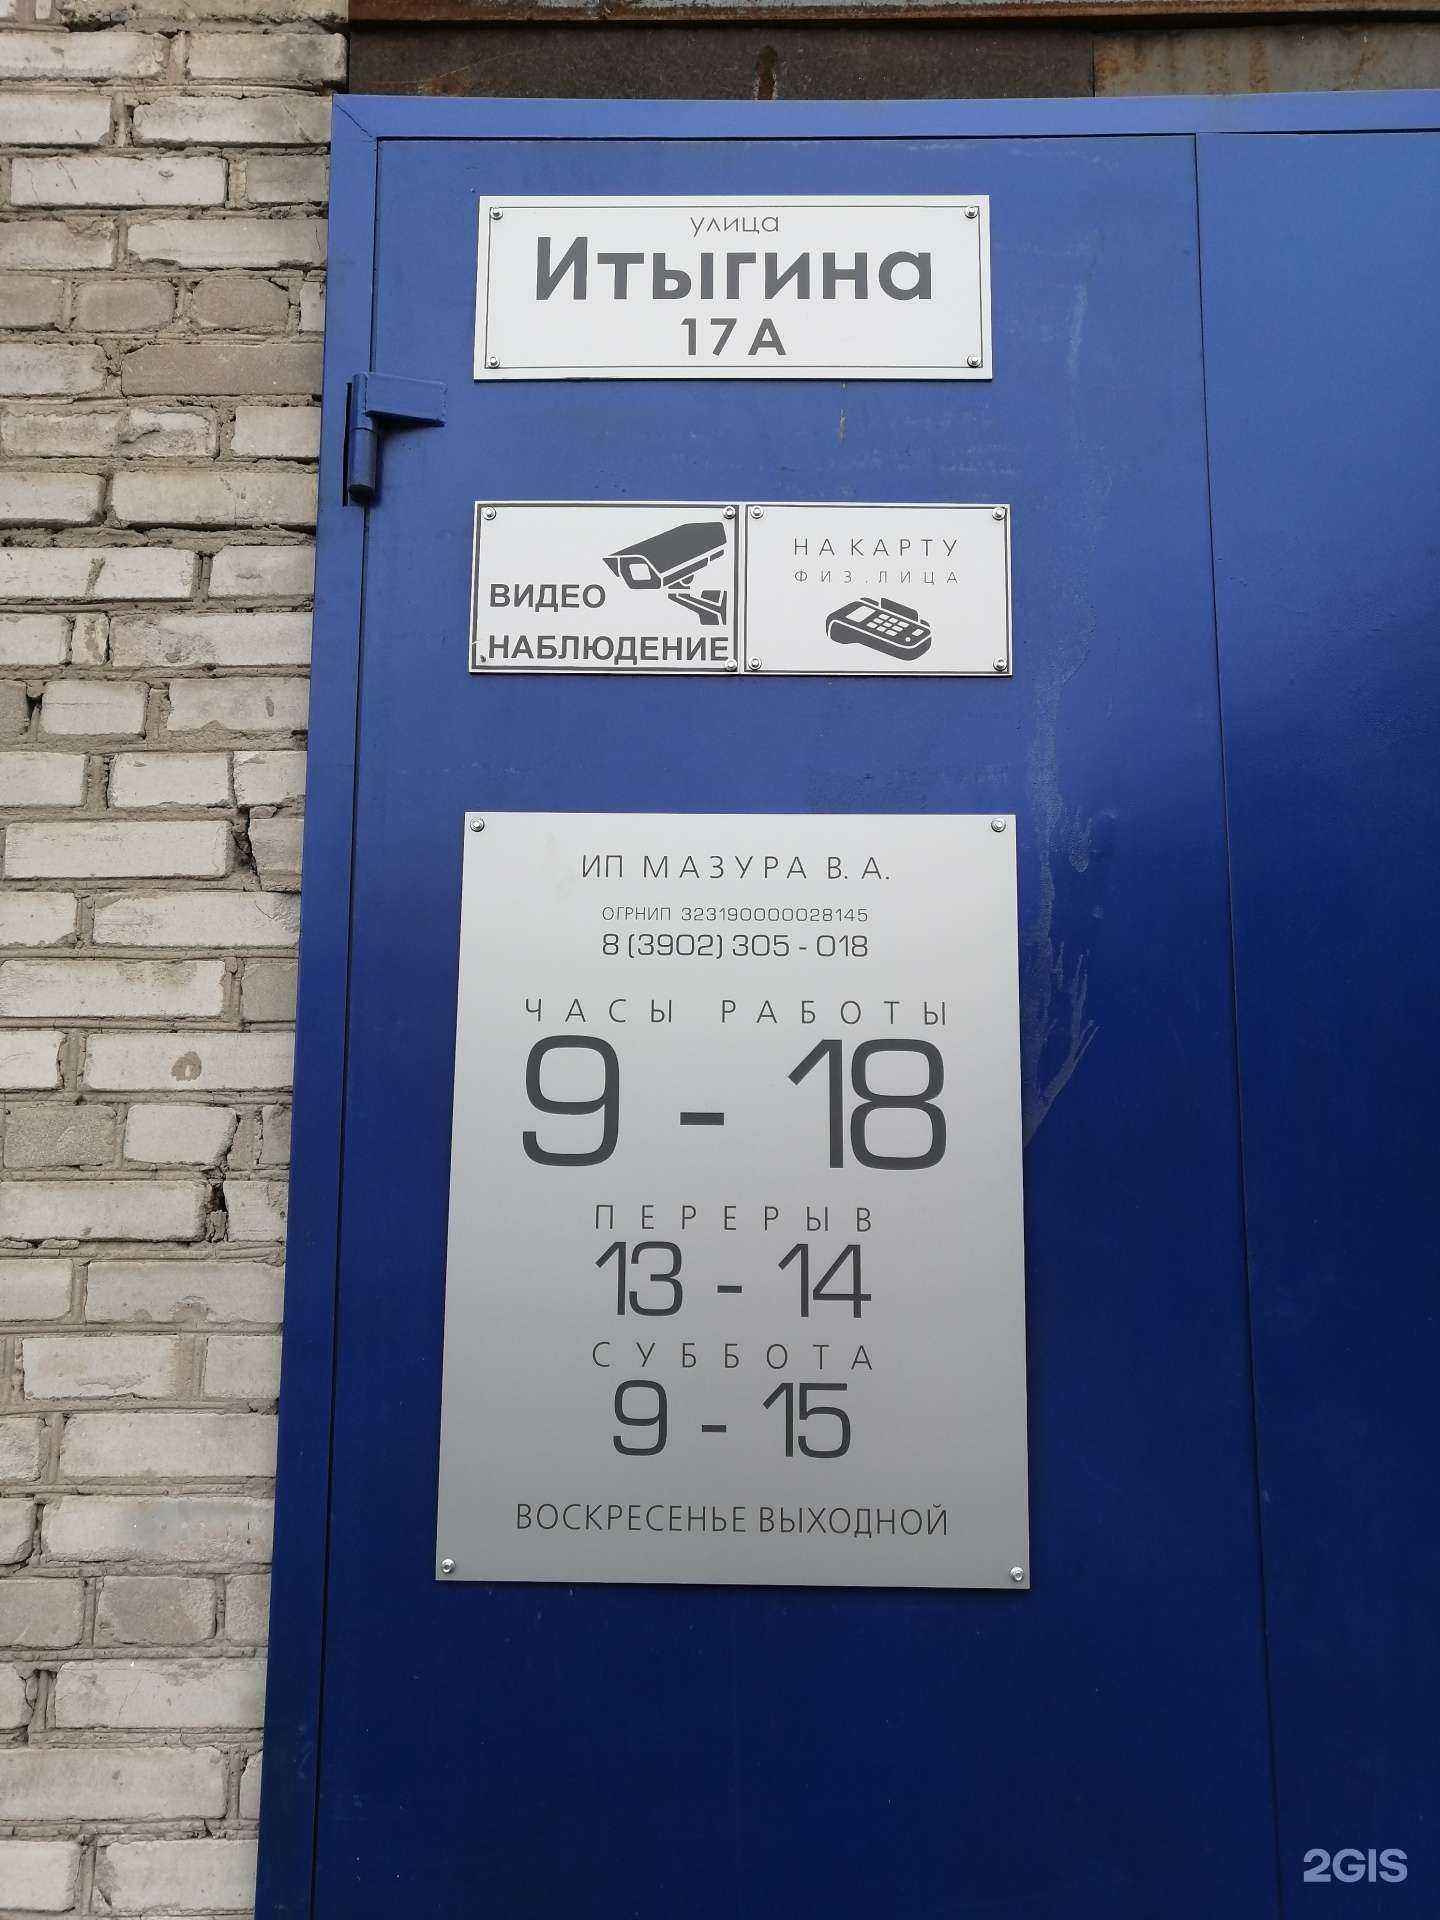 улица
Итыгина
17А
ВИДЕО
НАБЛЮДЕНИЕ
НА КАРТУ
ФИЗ.ЛИЦА
ИП МАЗУРА В. А.
ОГРНИП 323190000028145
8 (3902) 305 - 018
ЧАСЫ РАБОТЫ
9 - 18
ПЕРЕРЫВ
13 - 14
СУББОТА
9 - 15
ВОСКРЕСЕНЬЕ ВЫХОДНОЙ
2GIS